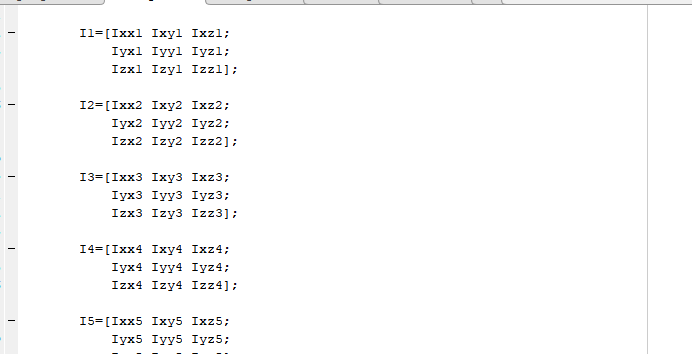 I1=[Ixx1 Ixy1 Ixz1;
Iyx1 Iyy1 Iyz1;
Izx1 Izy1 Izz1];
I2=[Ixx2 Ixy2 Ixz2;
Iyx2 Iyy2 Iyz2;
Izx2 Izy2 Izz2];
I3=[Ixx3 Ixy3 Ixz3;
Iyx3 Iyy3 Iyz3;
Izx3 Izy3 Izz3];
I4=[Ixx4 Ixy4 Ixz4;
Iyx4 Iyy4 Iyz4;
Izx4 Izy4 Izz4];
I5=[Ixx5 Ixy5 Ixz5;
Iyx5 Iyy5 Iyz5;